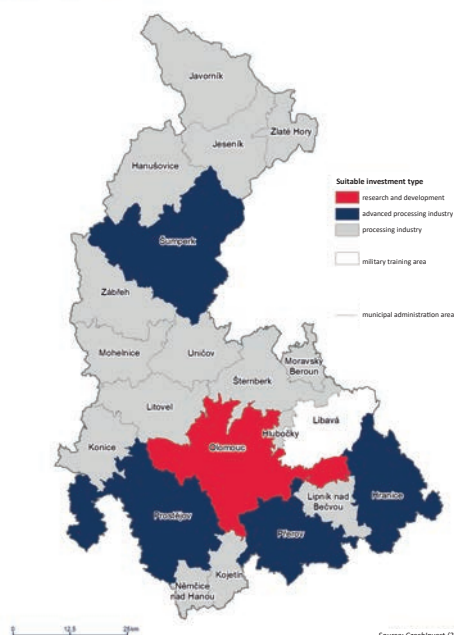 Javorník
Zlaté Hory
Jeseník
Hanušovice
Suitable investment type
research and development
advanced processing industry
processing industry
military training area
municipal administration area
Šumperk
Zábřeh
Mohelnice
Uničov
Moravský
Beroun
Šternberk
Litovel
Libavá
Hlubočky
Olomouc
Konice
Hranice
Lipník nad
Bečvou
Prostějov
Přerov
Kojetín
Němčice
nad Hanou
0 12,5 25 km